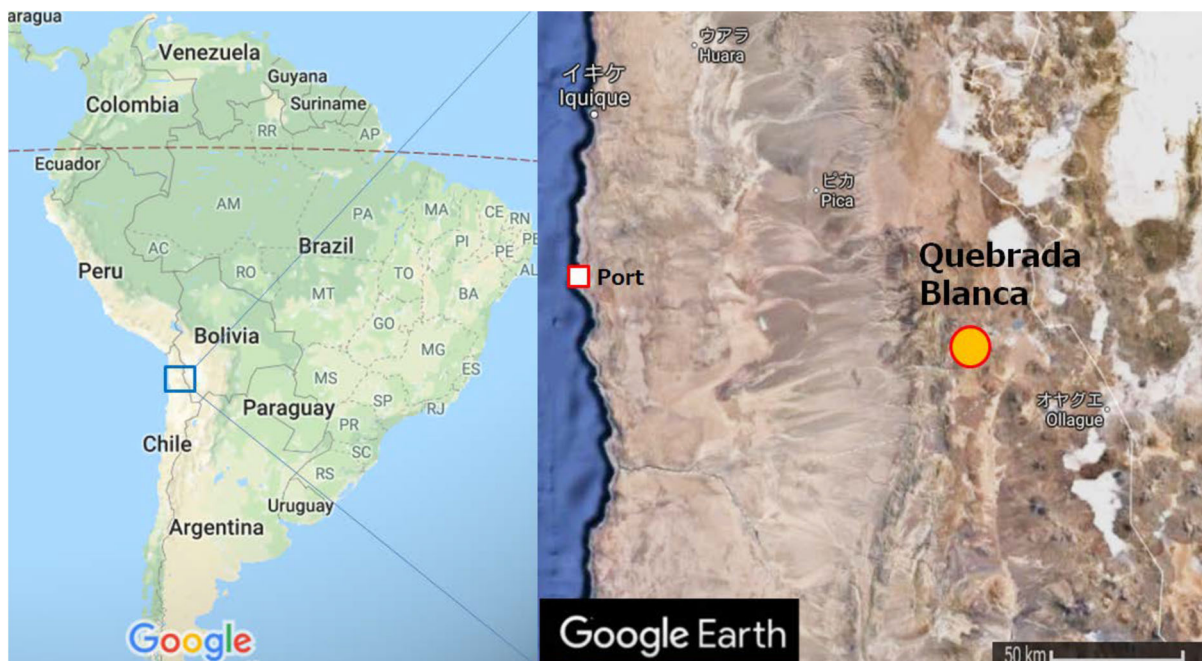 aragua
Venezuela
Guyana
Suriname
Colombia
RR
AP
Ecuador
AM
PA
MA
CE
RN
PI
PE
PB
AL
Brazil
AC
RO
TO
Peru
MT
BA
Bolivia
GO
MG
ES
MS
SP
RJ
Paraguay
PR
SC
Chile
RS
Uruguay
Argentina
Google
ウアラ
Huara
イキケ
Iquique
ピカ
Pica
Port
Quebrada
Blanca
オヤグエ
Ollague
Google Earth
50 km